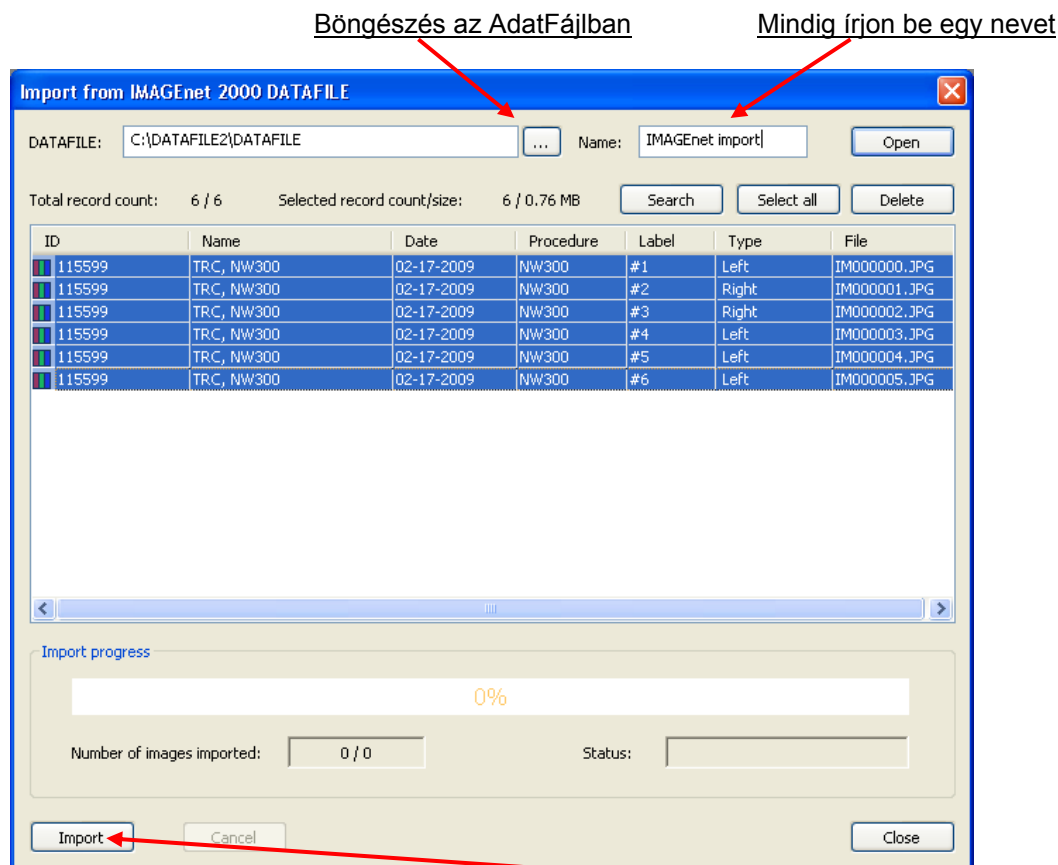 Böngészés az AdatFájlban Mindig írjon be egy nevet
Import from IMAGEnet 2000 DATAFILE
DATAFILE: C:\DATAFILE2\DATAFILE ... Name: IMAGEnet import Open
Total record count: 6 / 6 Selected record count/size: 6 / 0.76 MB Search Select all Delete
ID Name Date Procedure Label Type File
115599 TRC, NW300 02-17-2009 NW300 #1 Left IM000000.JPG
115599 TRC, NW300 02-17-2009 NW300 #2 Right IM000001.JPG
115599 TRC, NW300 02-17-2009 NW300 #3 Right IM000002.JPG
115599 TRC, NW300 02-17-2009 NW300 #4 Left IM000003.JPG
115599 TRC, NW300 02-17-2009 NW300 #5 Left IM000004.JPG
115599 TRC, NW300 02-17-2009 NW300 #6 Left IM000005.JPG
Import progress
0%
Number of images imported: 0 / 0 Status:
Import Cancel Close